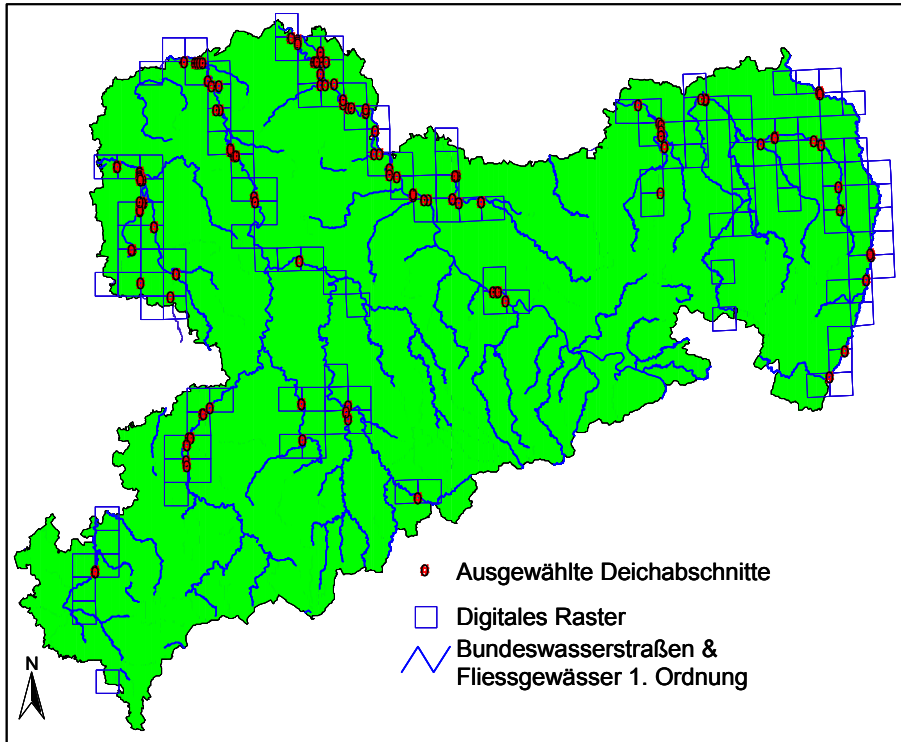 Ausgewählte Deichabschnitte
Digitales Raster
Bundeswasserstraßen &
Fliessgewässer 1. Ordnung
N